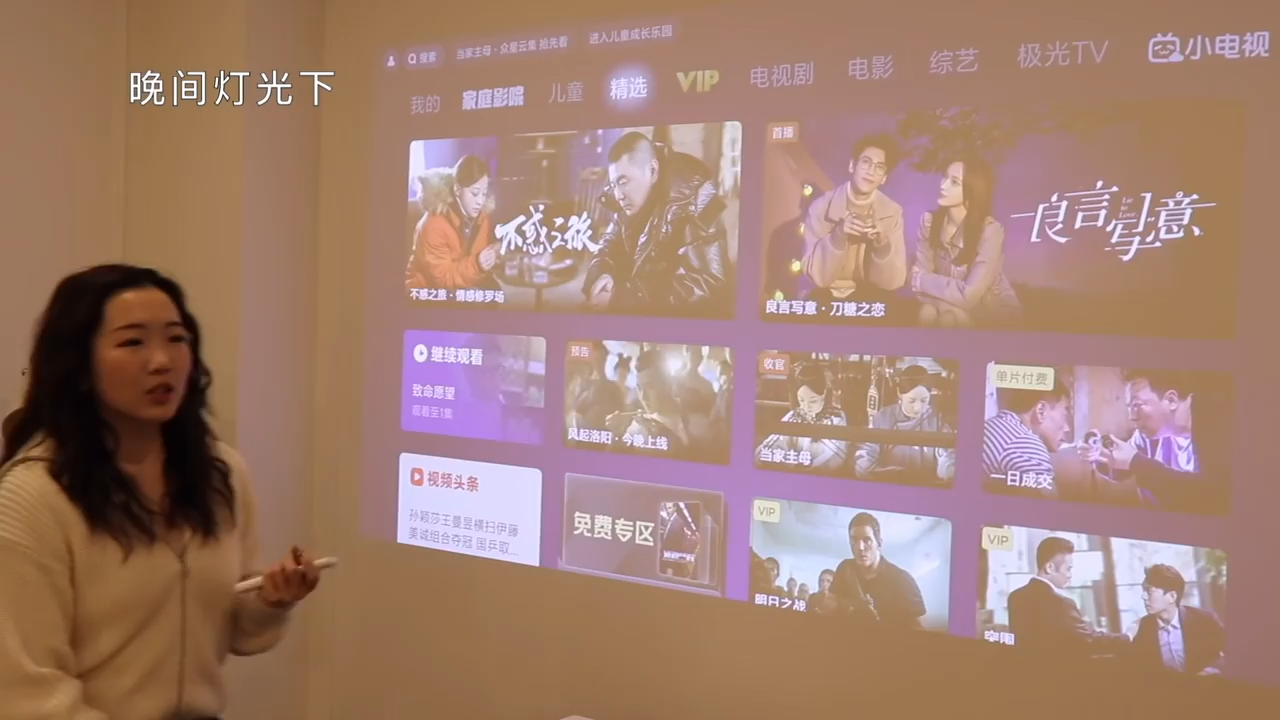 晚间灯光下
搜索
当家主母·众星云集 抢先看
进入儿童成长乐园
小电视
我的
家庭影院
儿童
精选
VIP
电视剧
电影
综艺
极光TV
不惑之旅
不惑之旅·情感修罗场
首播
良言写意
Lie to Love
良言写意·刀糖之恋
继续观看
致命愿望
观看至1集
预告
风起洛阳·今晚上线
收官
当家主母
单片付费
一日成交
视频头条
孙颖莎王曼昱横扫伊藤
美诚组合夺冠 国乒取...
免费专区
VIP
明日之战
VIP